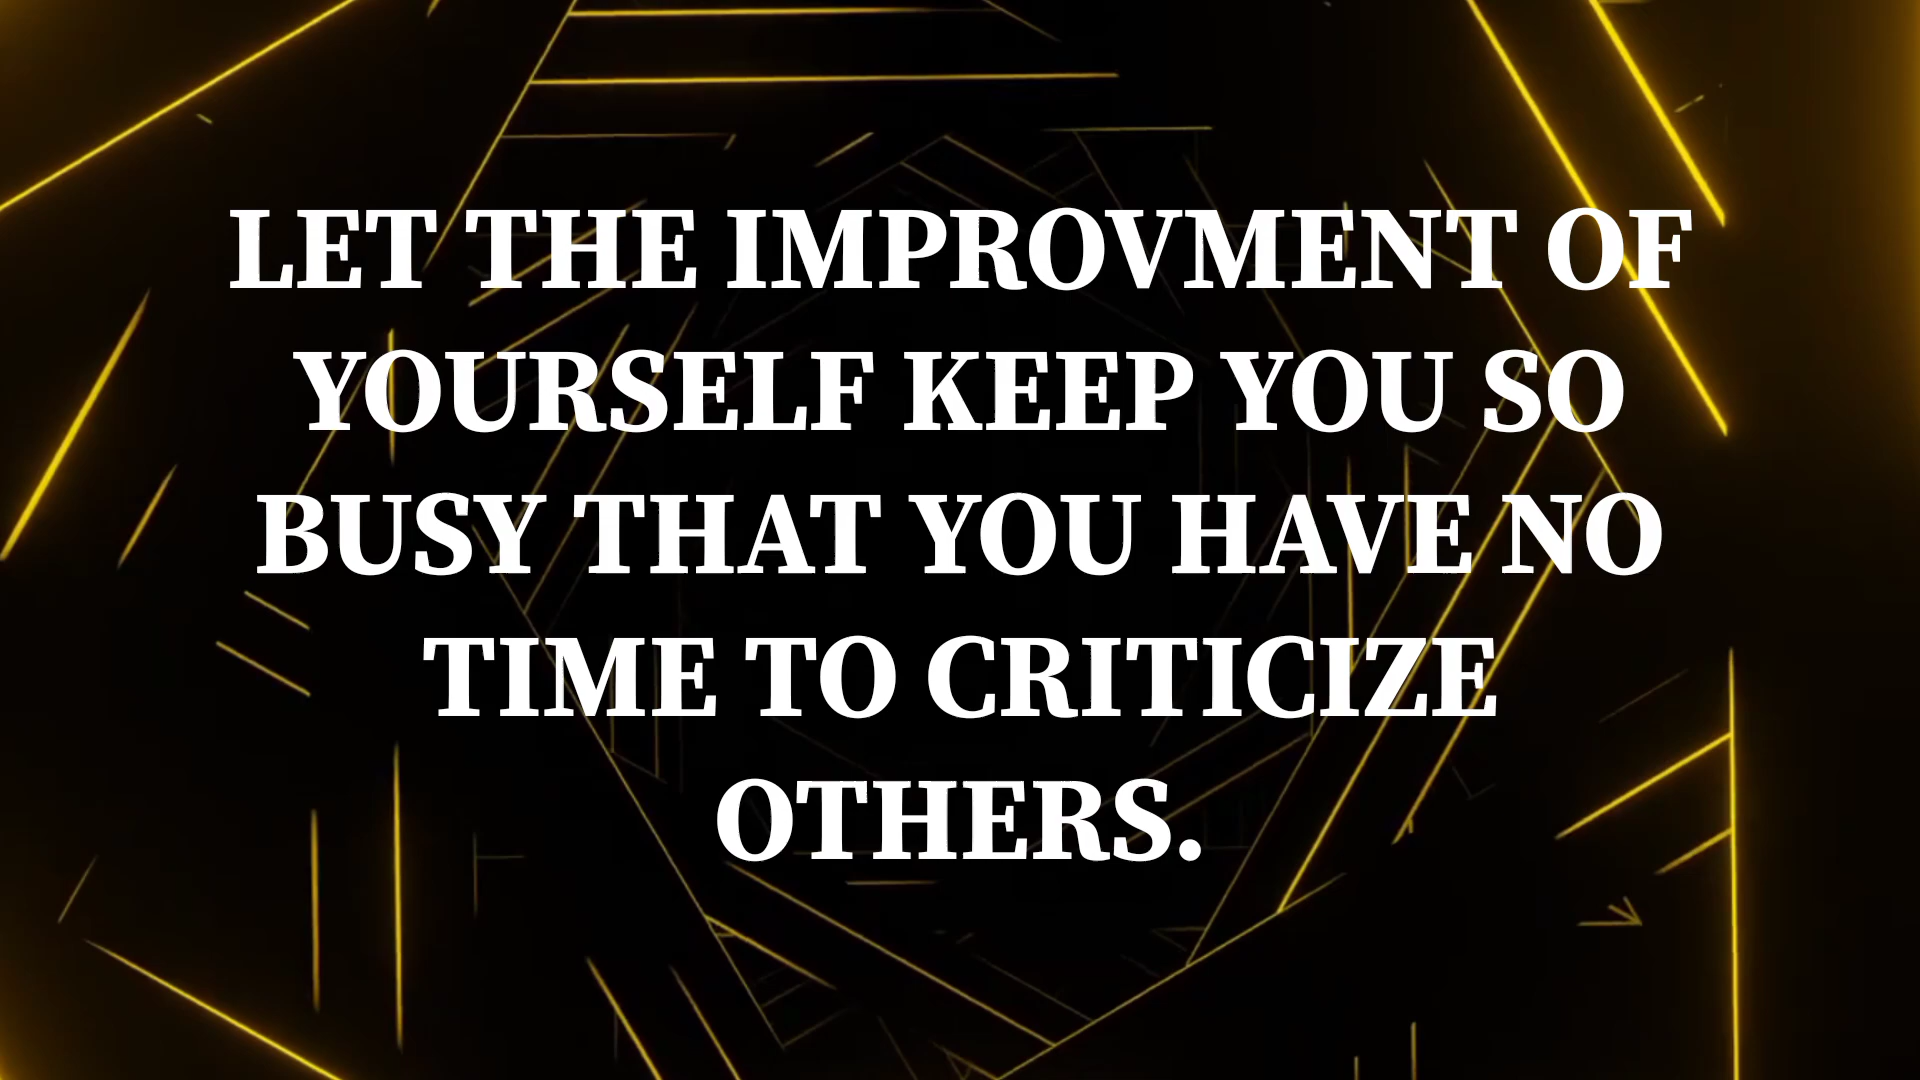 LET THE IMPROVMENT OF
YOURSELF KEEP YOU SO
BUSY THAT YOU HAVE NO
TIME TO CRITICIZE
OTHERS.